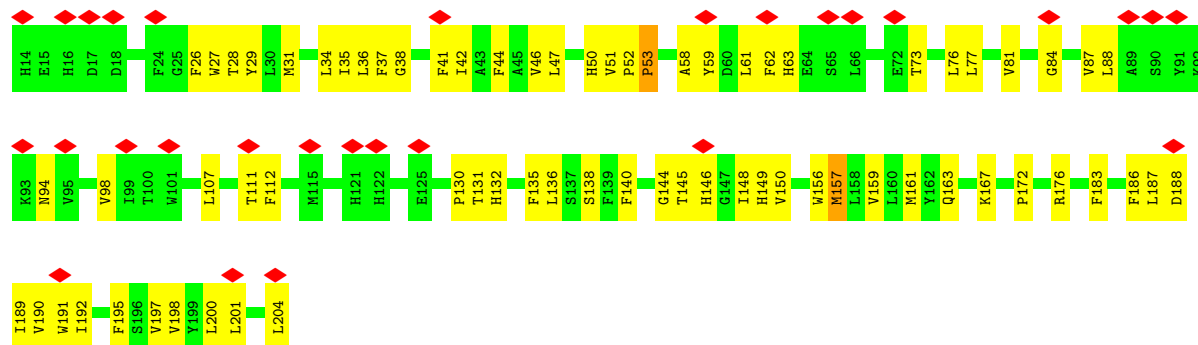 H14 E15 H16 D17 D18 F24 G25 F26 W27 T28 Y29 L30 M31 L34 I35 L36 F37 G38 F41 I42 A43 F44 A45 V46 L47 H50 V51 P52 P53 A58 Y59 D60 L61 F62 H63 E64 S65 L66 E72 T73 L76 L77 V81 G84 V87 L88 A89 S90 Y91
K93 N94 V95 V98 I99 T100 W101 L107 T111 F112 M115 H121 H122 E125 P130 T131 H132 F135 L136 S137 S138 F139 F140 G144 T145 H146 G147 I148 H149 V150 W156 M157 L158 V159 L160 M161 Y162 Q163 K167 P172 R176 F183 F186 L187 D188
I189 V190 W191 I192 F195 S196 V197 V198 Y199 L200 L201 L204